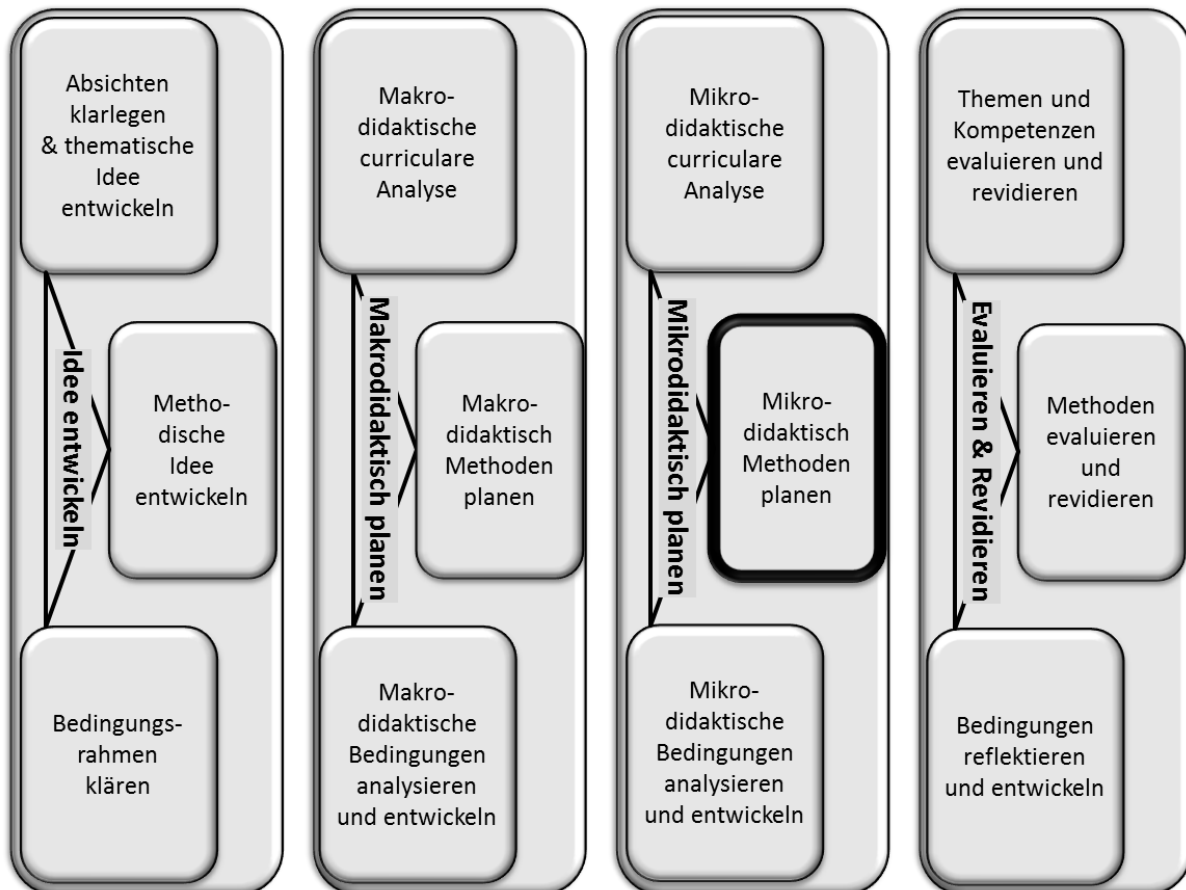 Absichten
klarlegen
& thematische
Idee
entwickeln
Idee entwickeln
Metho-
dische
Idee
entwickeln
Bedingungs-
rahmen
klären
Makro-
didaktische
curriculare
Analyse
Makrodidaktisch planen
Makro-
didaktisch
Methoden
planen
Makro-
didaktische
Bedingungen
analysieren
und entwickeln
Mikro-
didaktische
curriculare
Analyse
Mikrodidaktisch planen
Mikro-
didaktisch
Methoden
planen
Mikro-
didaktische
Bedingungen
analysieren
und entwickeln
Themen und
Kompetenzen
evaluieren und
revidieren
Evaluieren & Revidieren
Methoden
evaluieren
und
revidieren
Bedingungen
reflektieren
und entwickeln